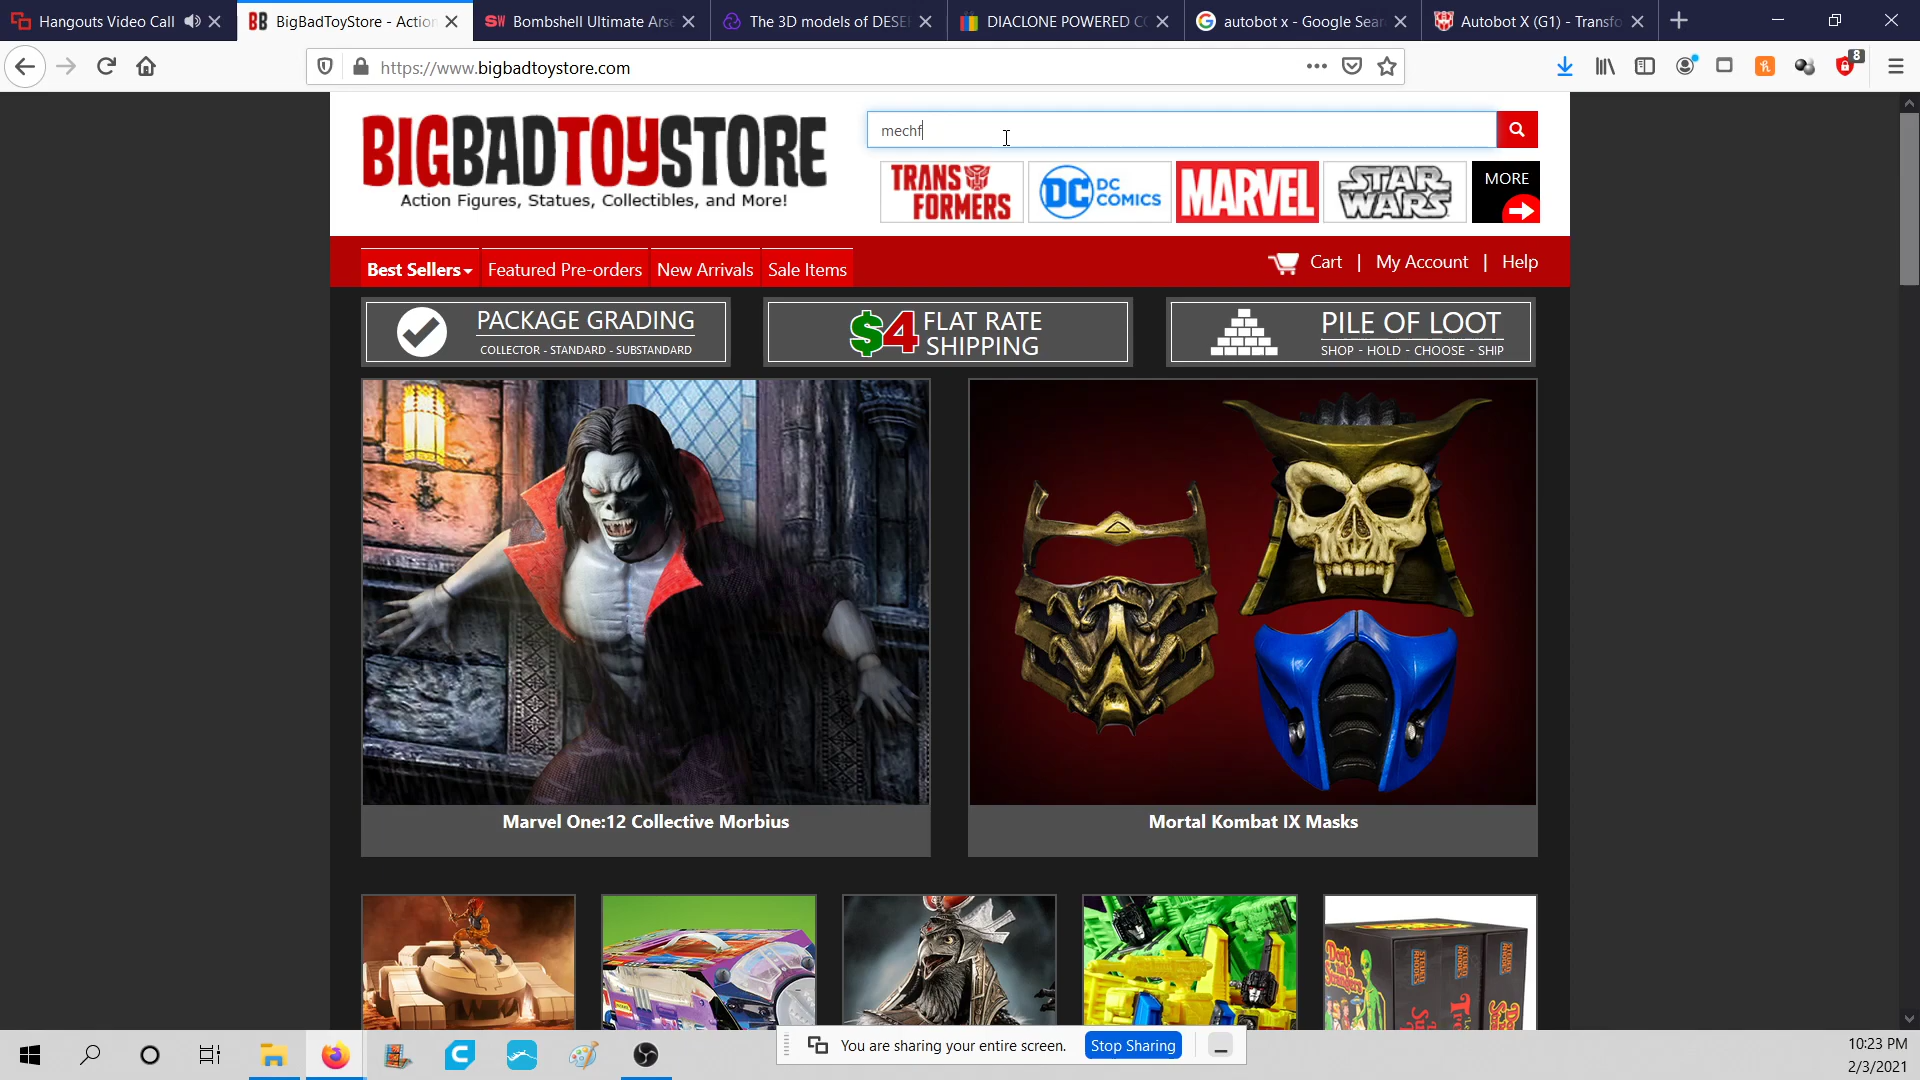 Hangouts Video Call
BigBadToyStore - Action
Bombshell Ultimate Arse
The 3D models of DESE
DIACLONE POWERED CO
autobot x - Google Sear
Autobot X (G1) - Transfo
https://www.bigbadtoystore.com
8
BIGBADTOYSTORE
Action Figures, Statues, Collectibles, and More!
mechf
TRANSFORMERS
DC COMICS
MARVEL
STAR WARS
MORE
Best Sellers
Featured Pre-orders
New Arrivals
Sale Items
Cart | My Account | Help
PACKAGE GRADING
COLLECTOR - STANDARD - SUBSTANDARD
$4 FLAT RATE
SHIPPING
PILE OF LOOT
SHOP - HOLD - CHOOSE - SHIP
Marvel One:12 Collective Morbius
Mortal Kombat IX Masks
You are sharing your entire screen.
Stop Sharing
10:23 PM
2/3/2021